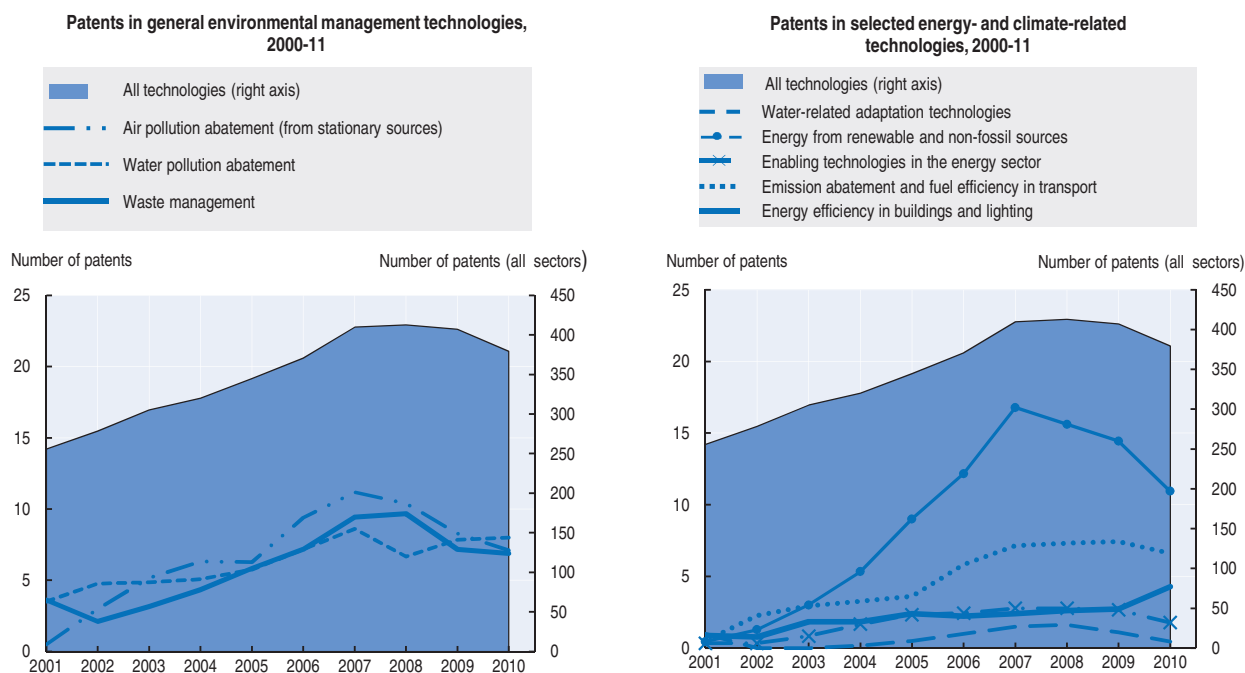 Patents in general environmental management technologies,
2000-11
All technologies (right axis)
Air pollution abatement (from stationary sources)
Water pollution abatement
Waste management
Number of patents
Number of patents (all sectors)
25
20
15
10
5
0
450
400
350
300
250
200
150
100
50
0
2001 2002 2003 2004 2005 2006 2007 2008 2009 2010
Patents in selected energy- and climate-related
technologies, 2000-11
All technologies (right axis)
Water-related adaptation technologies
Energy from renewable and non-fossil sources
Enabling technologies in the energy sector
Emission abatement and fuel efficiency in transport
Energy efficiency in buildings and lighting
Number of patents
Number of patents (all sectors)
25
20
15
10
5
0
450
400
350
300
250
200
150
100
50
0
2001 2002 2003 2004 2005 2006 2007 2008 2009 2010